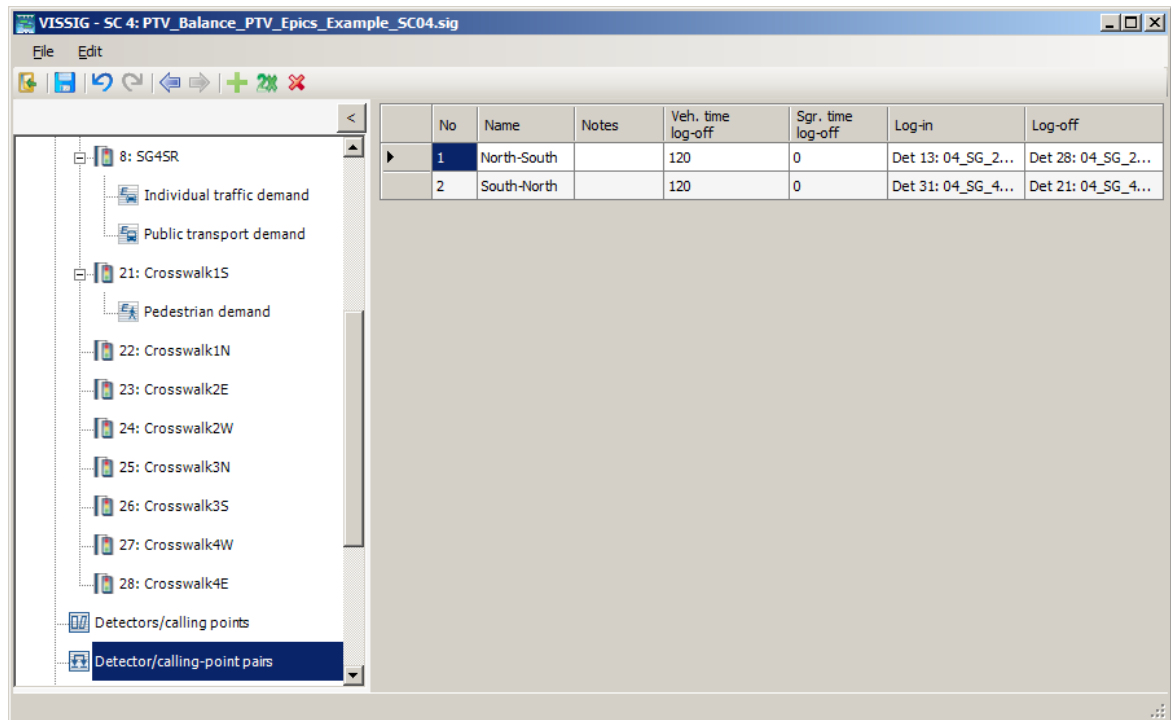 VISSIG - SC 4: PTV_Balance_PTV_Epics_Example_SC04.sig
File Edit
<
No Name Notes Veh. time log-off Sgr. time log-off Log-in Log-off
1 North-South 120 0 Det 13: 04_SG_2... Det 28: 04_SG_2...
2 South-North 120 0 Det 31: 04_SG_4... Det 21: 04_SG_4...
8: SG4SR
Individual traffic demand
Public transport demand
21: Crosswalk1S
Pedestrian demand
22: Crosswalk1N
23: Crosswalk2E
24: Crosswalk2W
25: Crosswalk3N
26: Crosswalk3S
27: Crosswalk4W
28: Crosswalk4E
Detectors/calling points
Detector/calling-point pairs